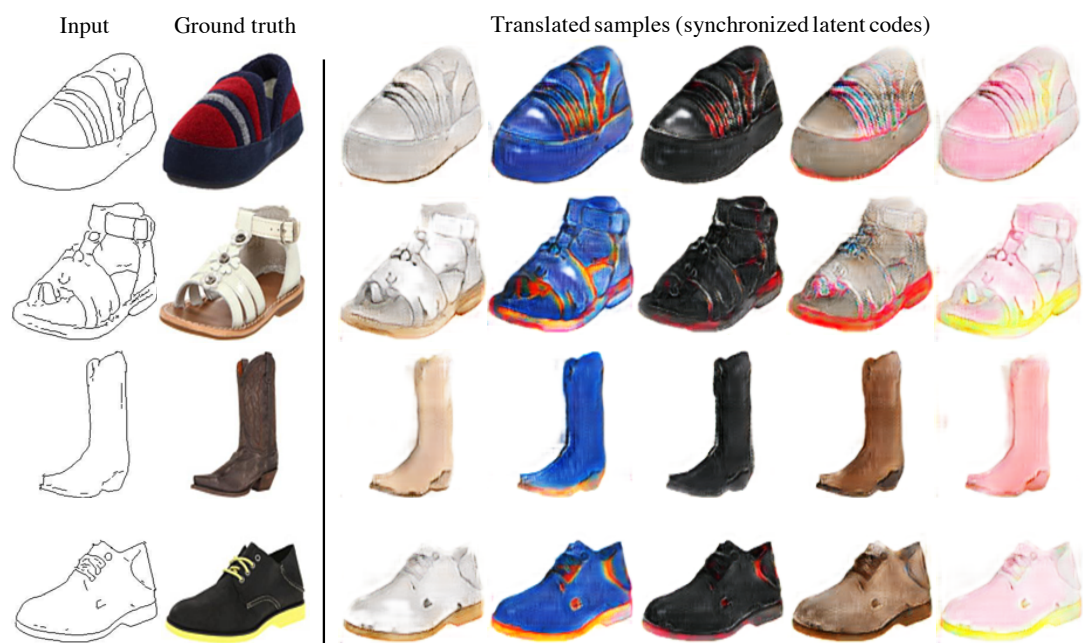 Input
Ground truth
Translated samples (synchronized latent codes)